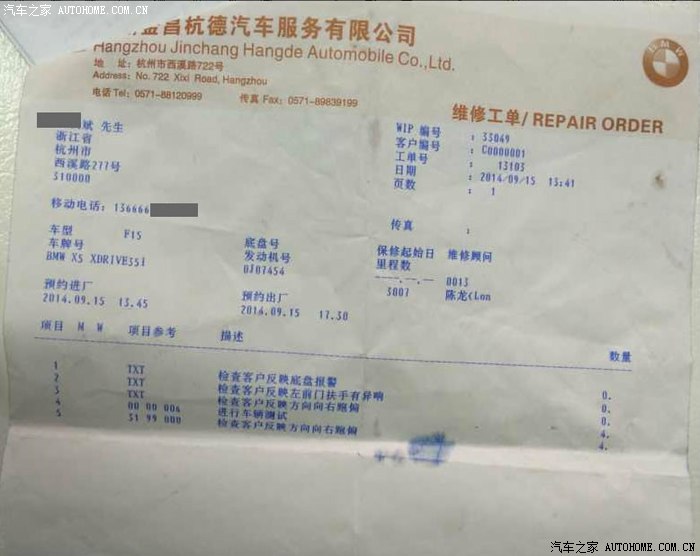 汽车之家 AUTOHOME.COM.CN
金昌杭德汽车服务有限公司
Hangzhou Jinchang Hangde Automobile Co.,Ltd.
地 址：杭州市西溪路722号
Address: No. 722 Xixi Road, Hangzhou
电话 Tel: 0571-88120999 传真 Fax: 0571-89839199
BMW
维修工单/ REPAIR ORDER
斌 先生
浙江省
杭州市
西溪路277号
310000
移动电话：136666
WIP 编号 : 33049
客户编号 : C0000001
工单号 : 13103
日期 : 2014/09/15 13:41
页数 : 1
传真 :
车型 F15
车牌号
BMW X5 XDRIVE35i
底盘号
发动机号
0J07454
保修起始日 维修顾问
里程数
----.--.-- 0013
3807 陈龙(Lon
预约进厂
2014.09.15 13.45
预约出厂
2014.09.15 17.30
项目 M W 项目参考 描述 数量
1 TXT 检查客户反映底盘报警 0.
2 TXT 检查客户反映左前门扶手有异响 0.
3 TXT 检查客户反映方向向右跑偏 0.
4 00 00 006 进行车辆测试 4.
5 31 99 000 检查客户反映方向向右跑偏 4.
汽车之家 AUTOHOME.COM.CN